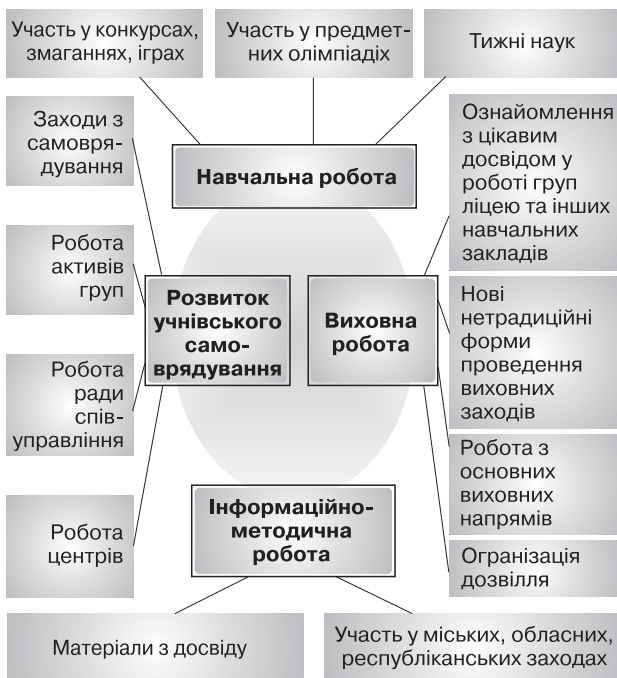 Участь у конкурсах,
змаганнях, іграх
Участь у предмет-
них олімпіадіх
Тижні наук
Заходи з
самовря-
дування
Навчальна робота
Ознайомлення
з цікавим
досвідом у
роботі груп
ліцею та інших
навчальних
закладів
Робота
активів
груп
Розвиток
учнівського
само-
врядування
Виховна
робота
Нові
нетрадиційні
форми
проведення
виховних
заходів
Робота
ради
спів-
управління
Робота з
основних
виховних
напрямів
Інформаційно-
методична
робота
Робота
центрів
Огранізація
дозвілля
Матеріали з досвіду
Участь у міських, обласних,
республіканських заходах